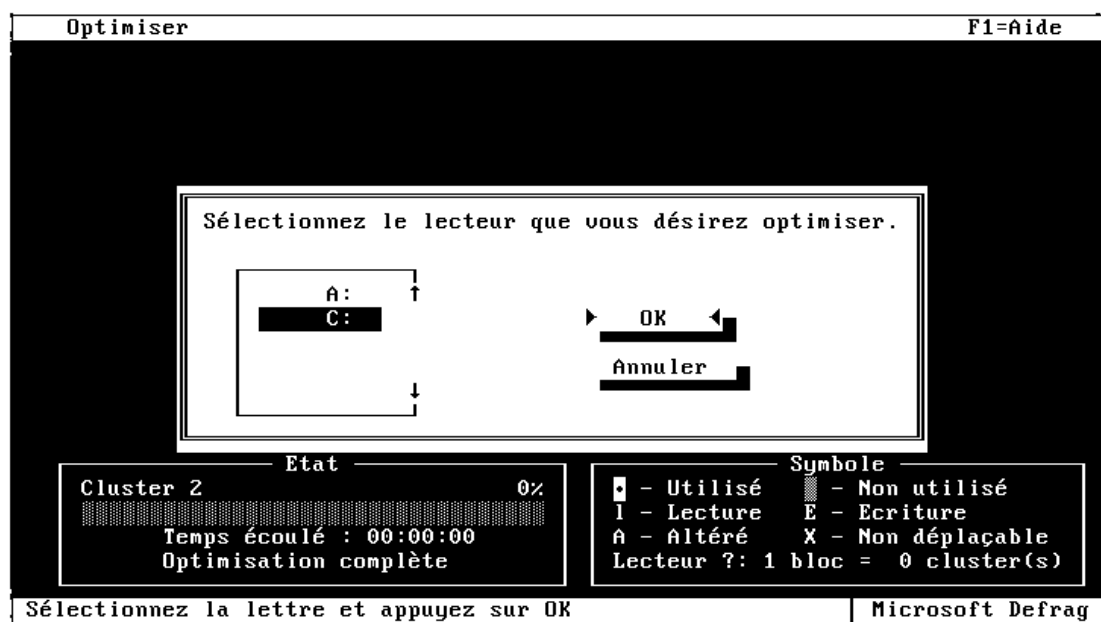 Optimiser F1=Aide
Sélectionnez le lecteur que vous désirez optimiser.
A: ↑
C: ► OK ◄
Annuler
↓
Etat
Cluster 2 0%
Temps écoulé : 00:00:00
Optimisation complète
Symbole
• - Utilisé ▒ - Non utilisé
l - Lecture E - Ecriture
A - Altéré X - Non déplaçable
Lecteur ?: 1 bloc = 0 cluster(s)
Sélectionnez la lettre et appuyez sur OK Microsoft Defrag